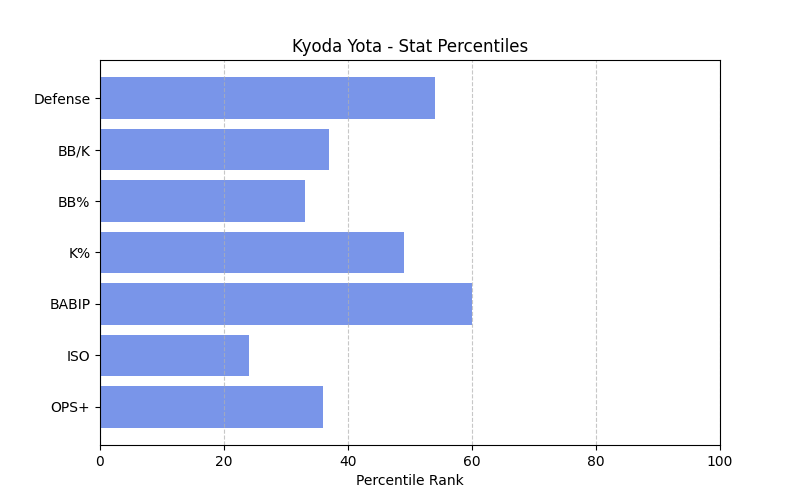 Kyoda Yota - Stat Percentiles
Defense
BB/K
BB%
K%
BABIP
ISO
OPS+
0 20 40 60 80 100
Percentile Rank